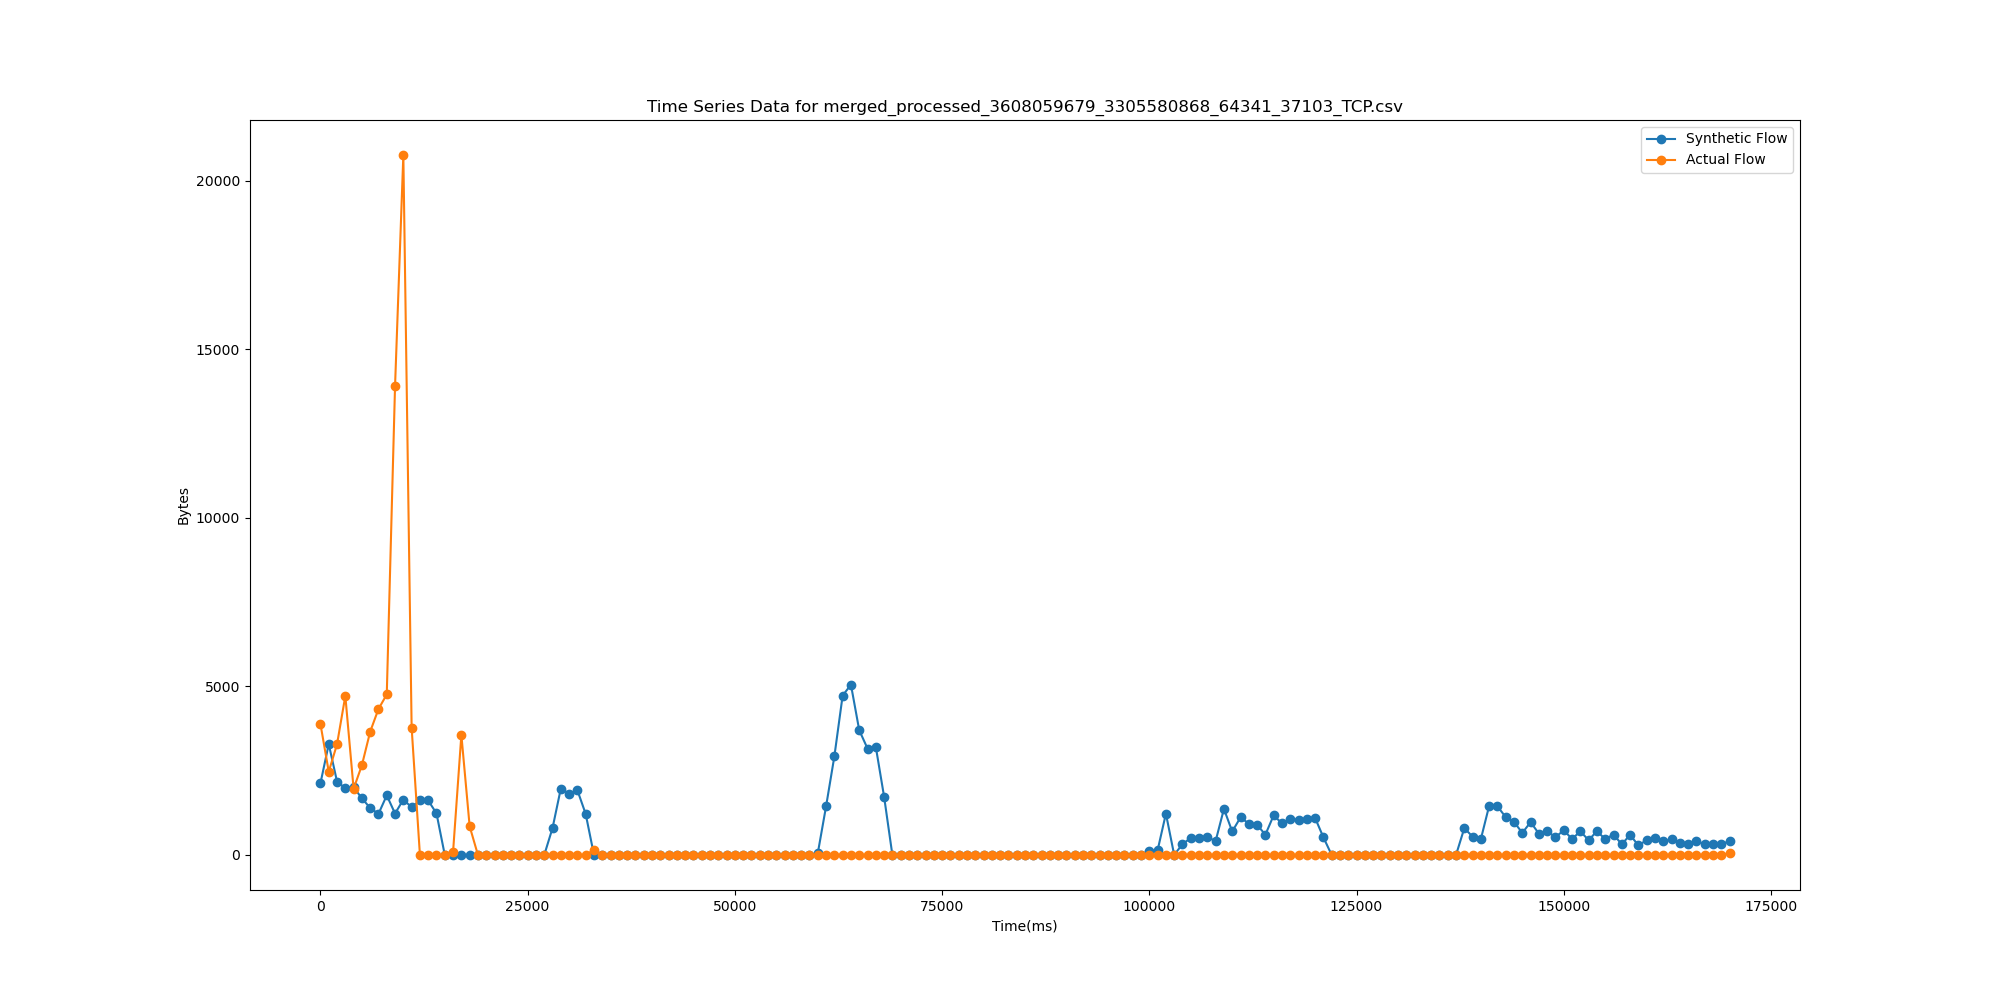 Time Series Data for merged_processed_3608059679_3305580868_64341_37103_TCP.csv
Synthetic Flow
Actual Flow
20000
15000
10000
5000
0
Bytes
0 25000 50000 75000 100000 125000 150000 175000
Time(ms)